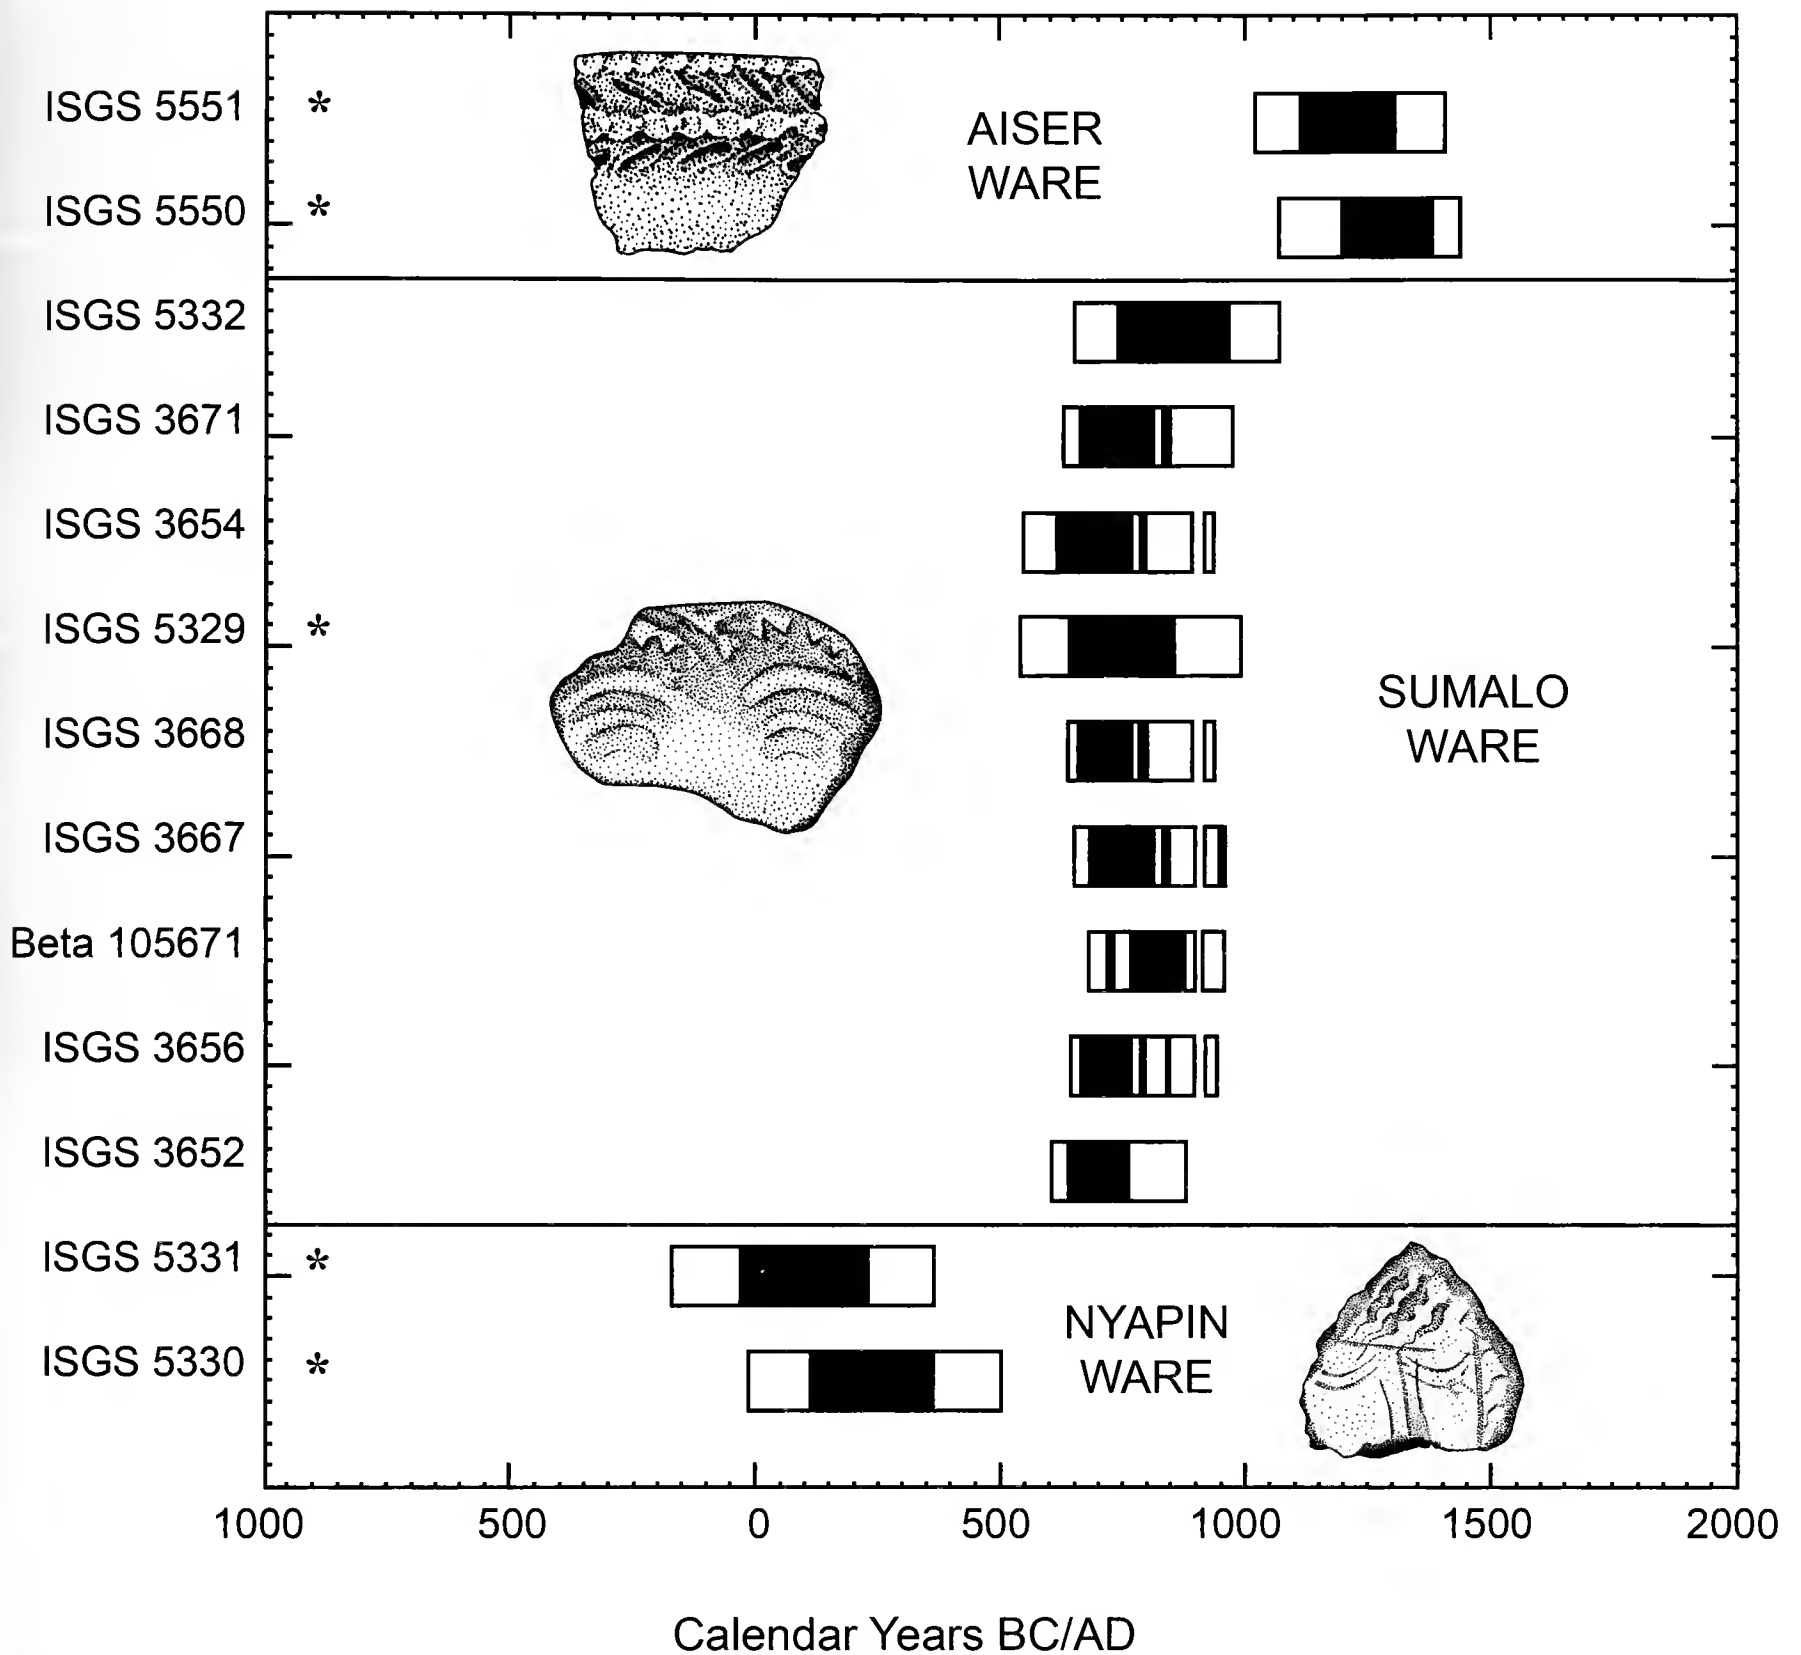 ISGS 5551 *
AISER
WARE
ISGS 5550 *
ISGS 5332
ISGS 3671
ISGS 3654
ISGS 5329 *
SUMALO
WARE
ISGS 3668
ISGS 3667
Beta 105671
ISGS 3656
ISGS 3652
ISGS 5331 *
NYAPIN
WARE
ISGS 5330 *
1000 500 0 500 1000 1500 2000
Calendar Years BC/AD